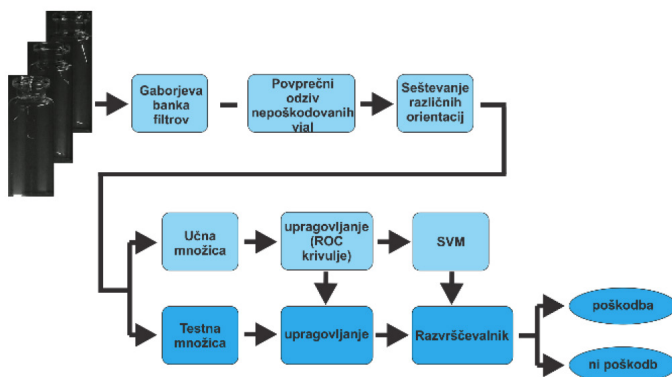 Gaborjeva
banka
filtrov
Povprečni
odziv
nepoškodovanih
vial
Seštevanje
različnih
orientacij
Učna
množica
upragovljanje
(ROC
krivulje)
SVM
Testna
množica
upragovljanje
Razvrščevalnik
poškodba
ni poškodb